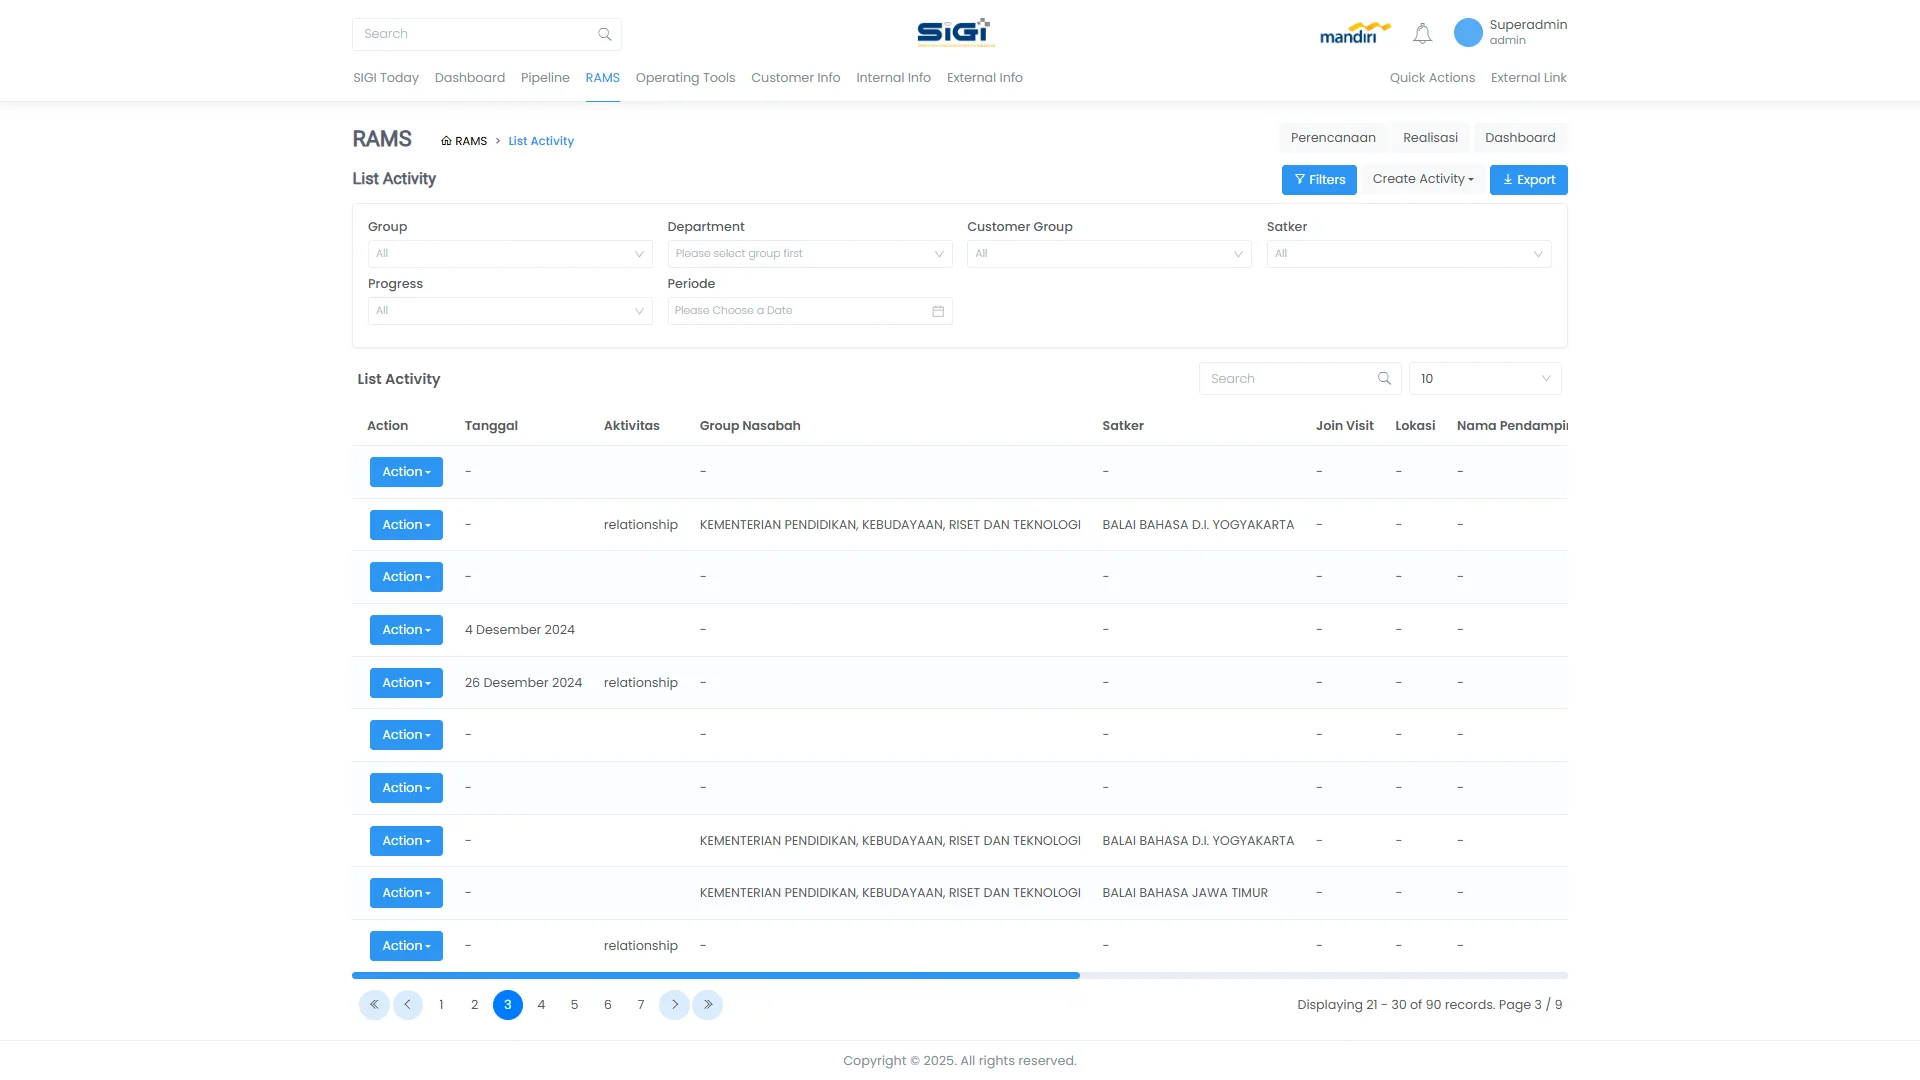 Search
SiGi
mandiri
Superadmin
admin
SIGI Today Dashboard Pipeline RAMS Operating Tools Customer Info Internal Info External Info Quick Actions External Link
RAMS RAMS > List Activity Perencanaan Realisasi Dashboard
List Activity Filters Create Activity Export
Group Department Customer Group Satker
All Please select group first All All
Progress Periode
All Please Choose a Date
List Activity Search 10
Action Tanggal Aktivitas Group Nasabah Satker Join Visit Lokasi Nama Pendampin
Action - - - - - -
Action - relationship KEMENTERIAN PENDIDIKAN, KEBUDAYAAN, RISET DAN TEKNOLOGI BALAI BAHASA D.I. YOGYAKARTA - - -
Action - - - - - -
Action 4 Desember 2024 - - - - -
Action 26 Desember 2024 relationship - - - - -
Action - - - - - -
Action - - - - - -
Action - KEMENTERIAN PENDIDIKAN, KEBUDAYAAN, RISET DAN TEKNOLOGI BALAI BAHASA D.I. YOGYAKARTA - - -
Action - KEMENTERIAN PENDIDIKAN, KEBUDAYAAN, RISET DAN TEKNOLOGI BALAI BAHASA JAWA TIMUR - - -
Action - relationship - - - - -
« < 1 2 3 4 5 6 7 > » Displaying 21 - 30 of 90 records. Page 3 / 9
Copyright © 2025. All rights reserved.